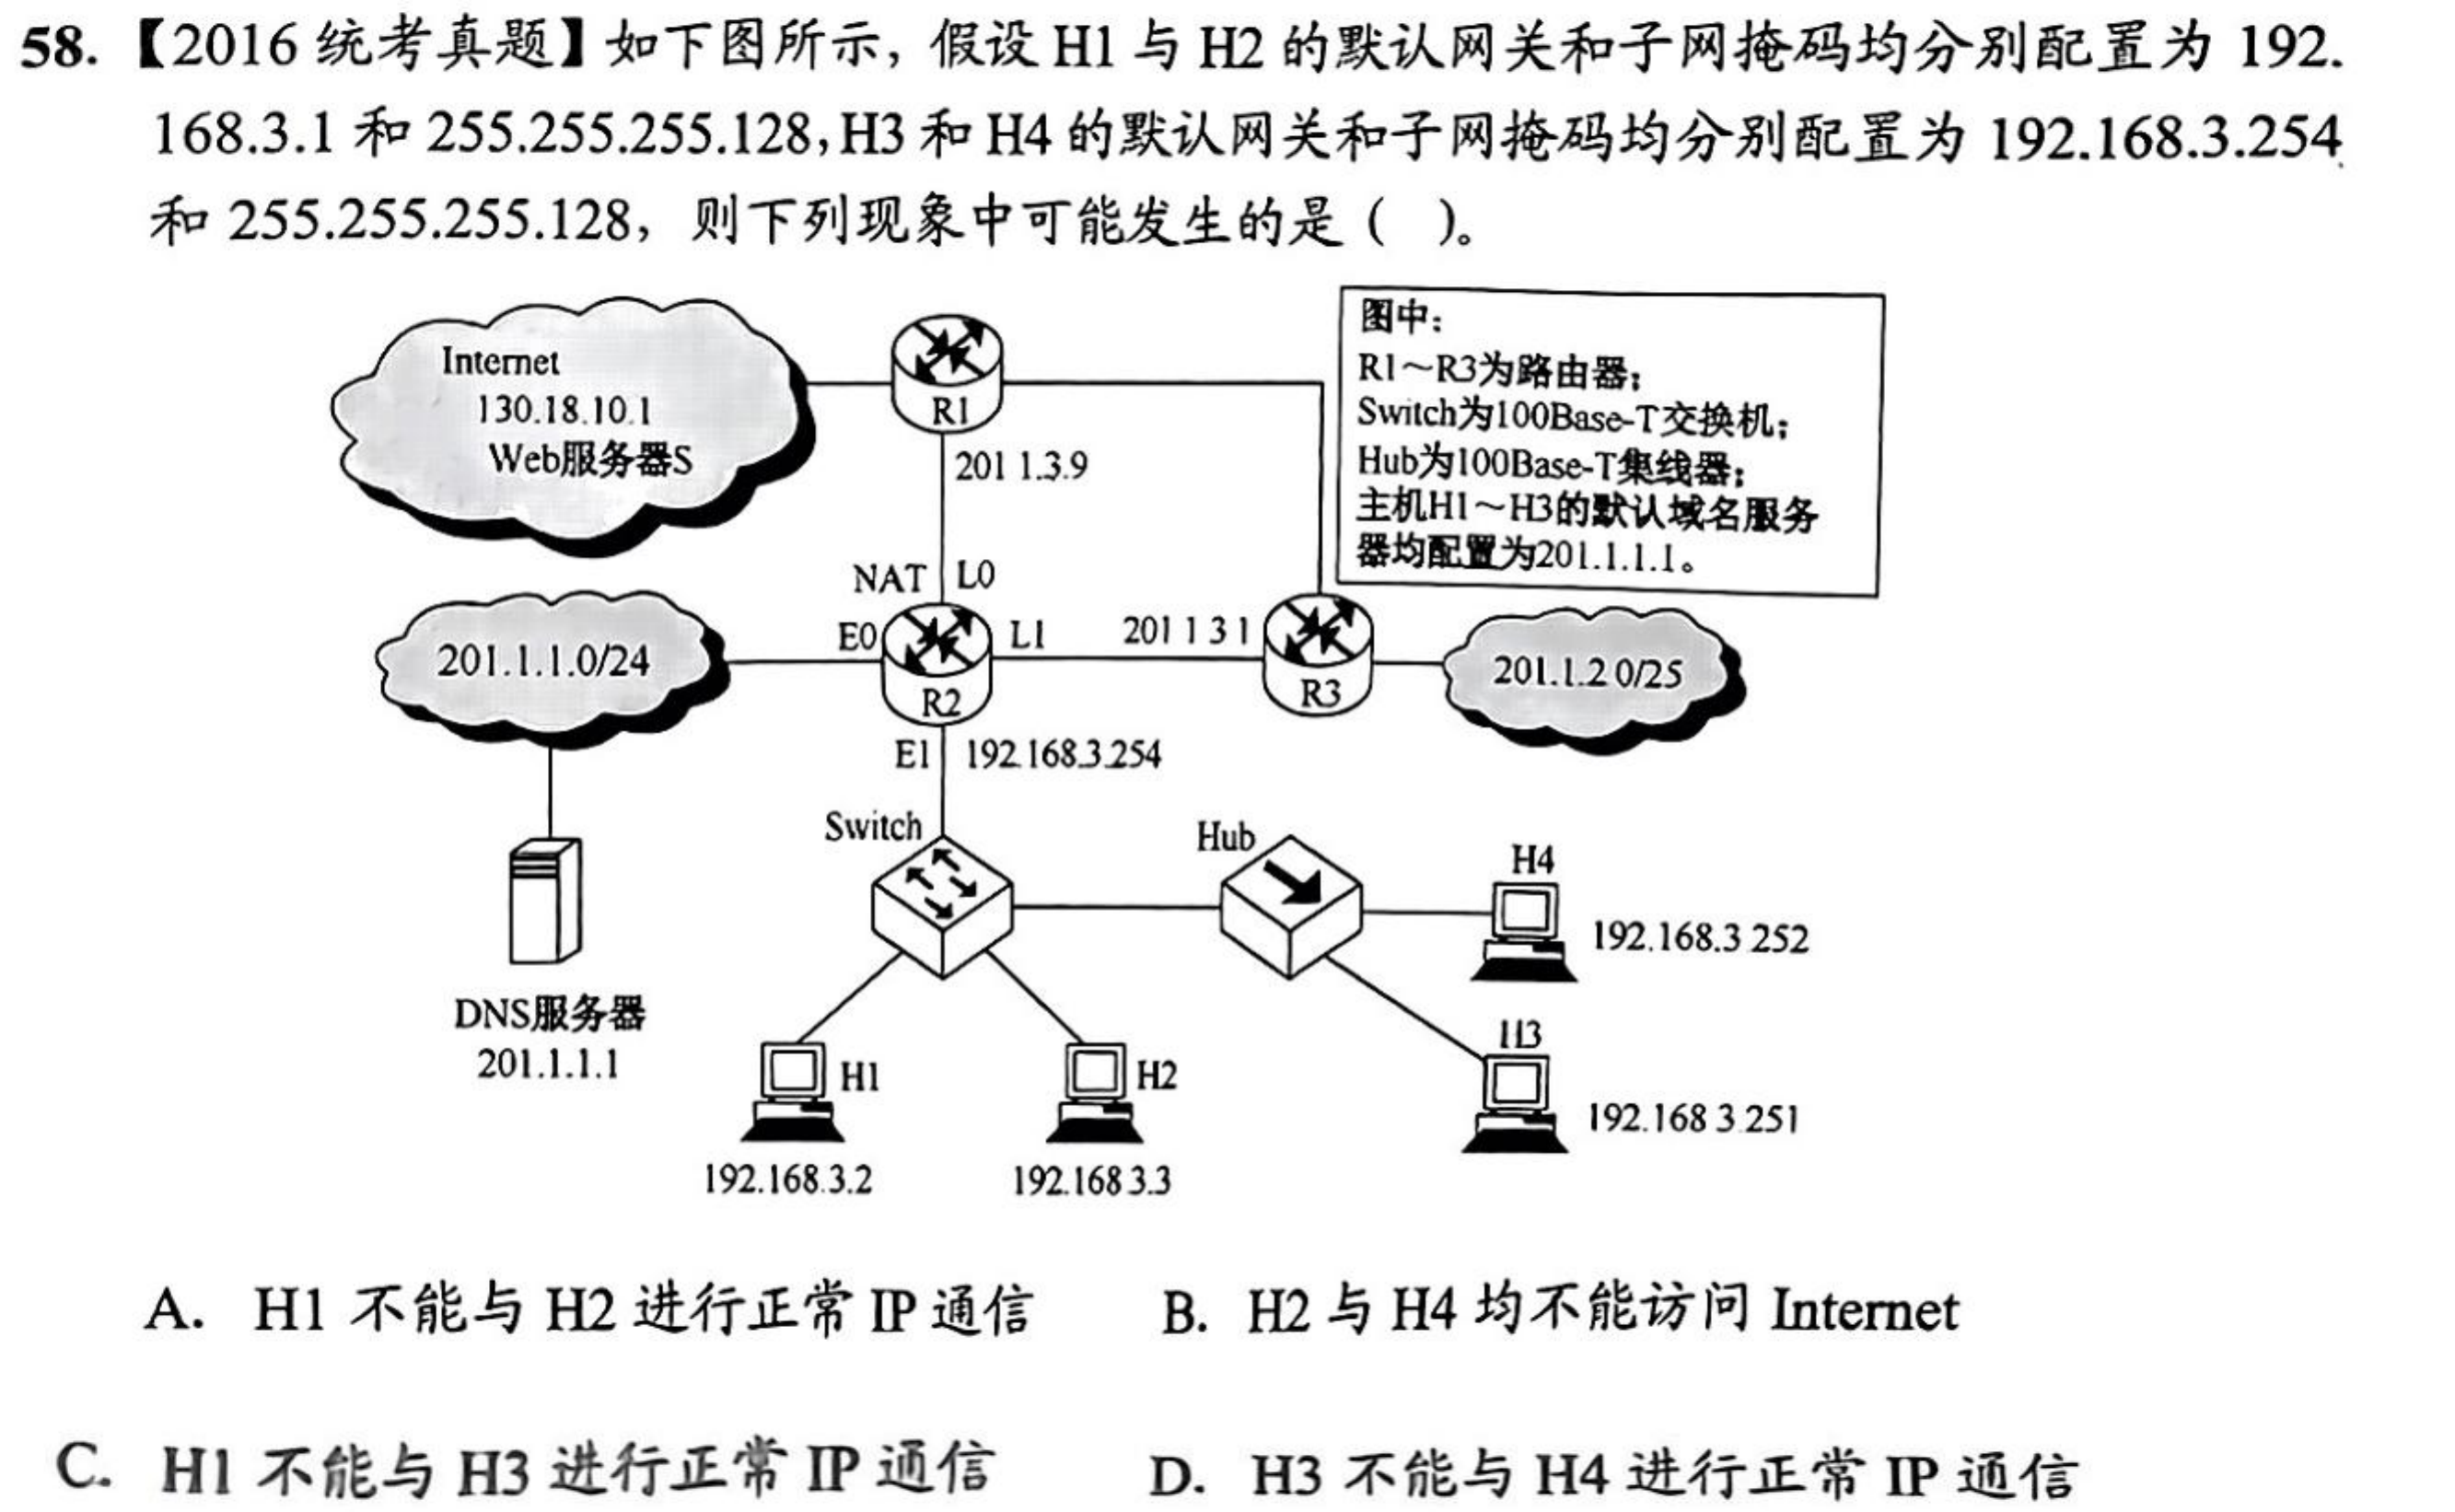 58.【2016 统考真题】如下图所示, 假设 H1 与 H2 的默认网关和子网掩码均分别配置为 192.
168.3.1 和 255.255.255.128, H3 和 H4 的默认网关和子网掩码均分别配置为 192.168.3.254
和 255.255.255.128，则下列现象中可能发生的是（ ）。
Internet
130.18.10.1
Web服务器S
R1
201 1.3.9
图中：
R1～R3为路由器；
Switch为100Base-T交换机；
Hub为100Base-T集线器；
主机H1～H3的默认域名服务
器均配置为201.1.1.1。
NAT
L0
201.1.1.0/24
E0
R2
L1
201 1 3 1
R3
201.1.2 0/25
E1
192.168.3.254
Switch
Hub
H4
192.168.3 252
DNS服务器
201.1.1.1
H1
H2
H3
192.168 3.251
192.168.3.2
192.168 3.3
A. H1 不能与 H2 进行正常 IP 通信
B. H2 与 H4 均不能访问 Internet
C. H1 不能与 H3 进行正常 IP 通信
D. H3 不能与 H4 进行正常 IP 通信